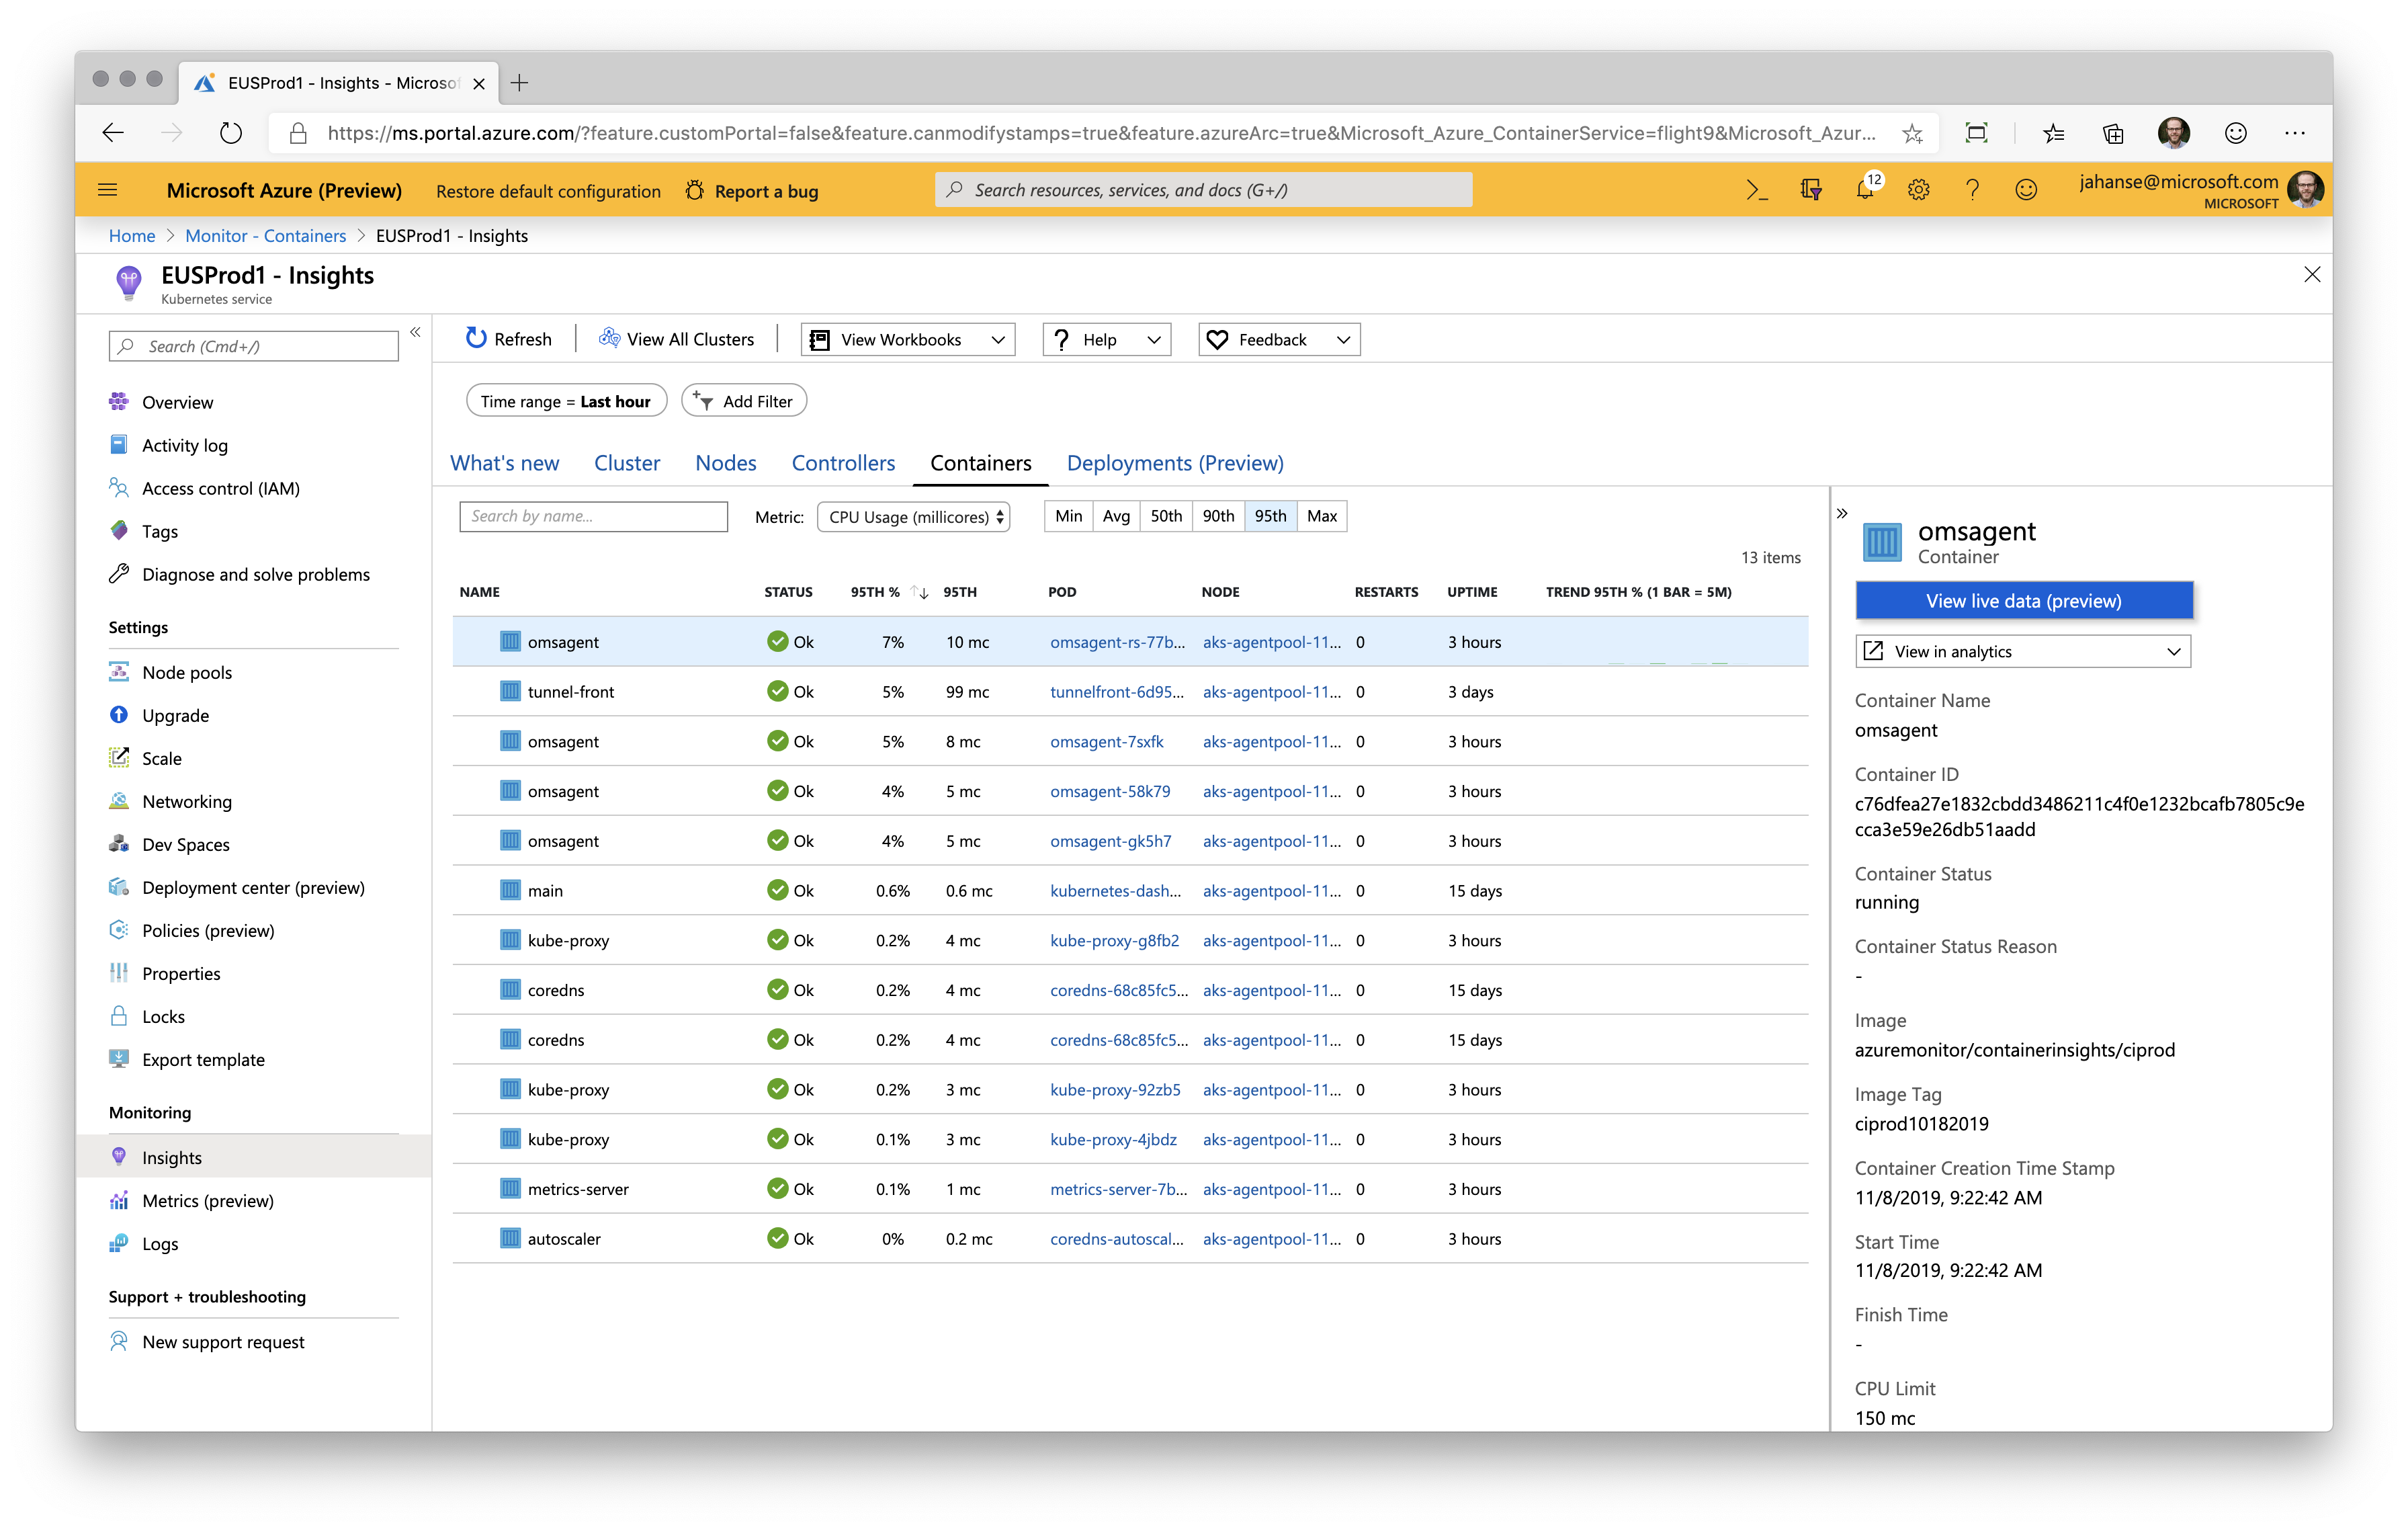 EUSProd1 - Insights - Microsof
https://ms.portal.azure.com/?feature.customPortal=false&feature.canmodifystamps=true&feature.azureArc=true&Microsoft_Azure_ContainerService=flight9&Microsoft_Azur...
Microsoft Azure (Preview) Restore default configuration Report a bug Search resources, services, and docs (G+/) 12 jahanse@microsoft.com
MICROSOFT
Home > Monitor - Containers > EUSProd1 - Insights
EUSProd1 - Insights
Kubernetes service
Search (Cmd+/)
«
Overview
Activity log
Access control (IAM)
Tags
Diagnose and solve problems
Settings
Node pools
Upgrade
Scale
Networking
Dev Spaces
Deployment center (preview)
Policies (preview)
Properties
Locks
Export template
Monitoring
Insights
Metrics (preview)
Logs
Support + troubleshooting
New support request
Refresh View All Clusters View Workbooks Help Feedback
Time range = Last hour Add Filter
What's new Cluster Nodes Controllers Containers Deployments (Preview)
Search by name... Metric: CPU Usage (millicores) Min Avg 50th 90th 95th Max
13 items
NAME STATUS 95TH % 95TH POD NODE RESTARTS UPTIME TREND 95TH % (1 BAR = 5M)
omsagent Ok 7% 10 mc omsagent-rs-77b... aks-agentpool-11... 0 3 hours
tunnel-front Ok 5% 99 mc tunnelfront-6d95... aks-agentpool-11... 0 3 days
omsagent Ok 5% 8 mc omsagent-7sxfk aks-agentpool-11... 0 3 hours
omsagent Ok 4% 5 mc omsagent-58k79 aks-agentpool-11... 0 3 hours
omsagent Ok 4% 5 mc omsagent-gk5h7 aks-agentpool-11... 0 3 hours
main Ok 0.6% 0.6 mc kubernetes-dash... aks-agentpool-11... 0 15 days
kube-proxy Ok 0.2% 4 mc kube-proxy-g8fb2 aks-agentpool-11... 0 3 hours
coredns Ok 0.2% 4 mc coredns-68c85fc5... aks-agentpool-11... 0 15 days
coredns Ok 0.2% 4 mc coredns-68c85fc5... aks-agentpool-11... 0 15 days
kube-proxy Ok 0.2% 3 mc kube-proxy-92zb5 aks-agentpool-11... 0 3 hours
kube-proxy Ok 0.1% 3 mc kube-proxy-4jbdz aks-agentpool-11... 0 3 hours
metrics-server Ok 0.1% 1 mc metrics-server-7b... aks-agentpool-11... 0 3 hours
autoscaler Ok 0% 0.2 mc coredns-autoscal... aks-agentpool-11... 0 3 hours
»
omsagent
Container
View live data (preview)
View in analytics
Container Name
omsagent
Container ID
c76dfea27e1832cbdd3486211c4f0e1232bcafb7805c9e
cca3e59e26db51aadd
Container Status
running
Container Status Reason
-
Image
azuremonitor/containerinsights/ciprod
Image Tag
ciprod10182019
Container Creation Time Stamp
11/8/2019, 9:22:42 AM
Start Time
11/8/2019, 9:22:42 AM
Finish Time
-
CPU Limit
150 mc